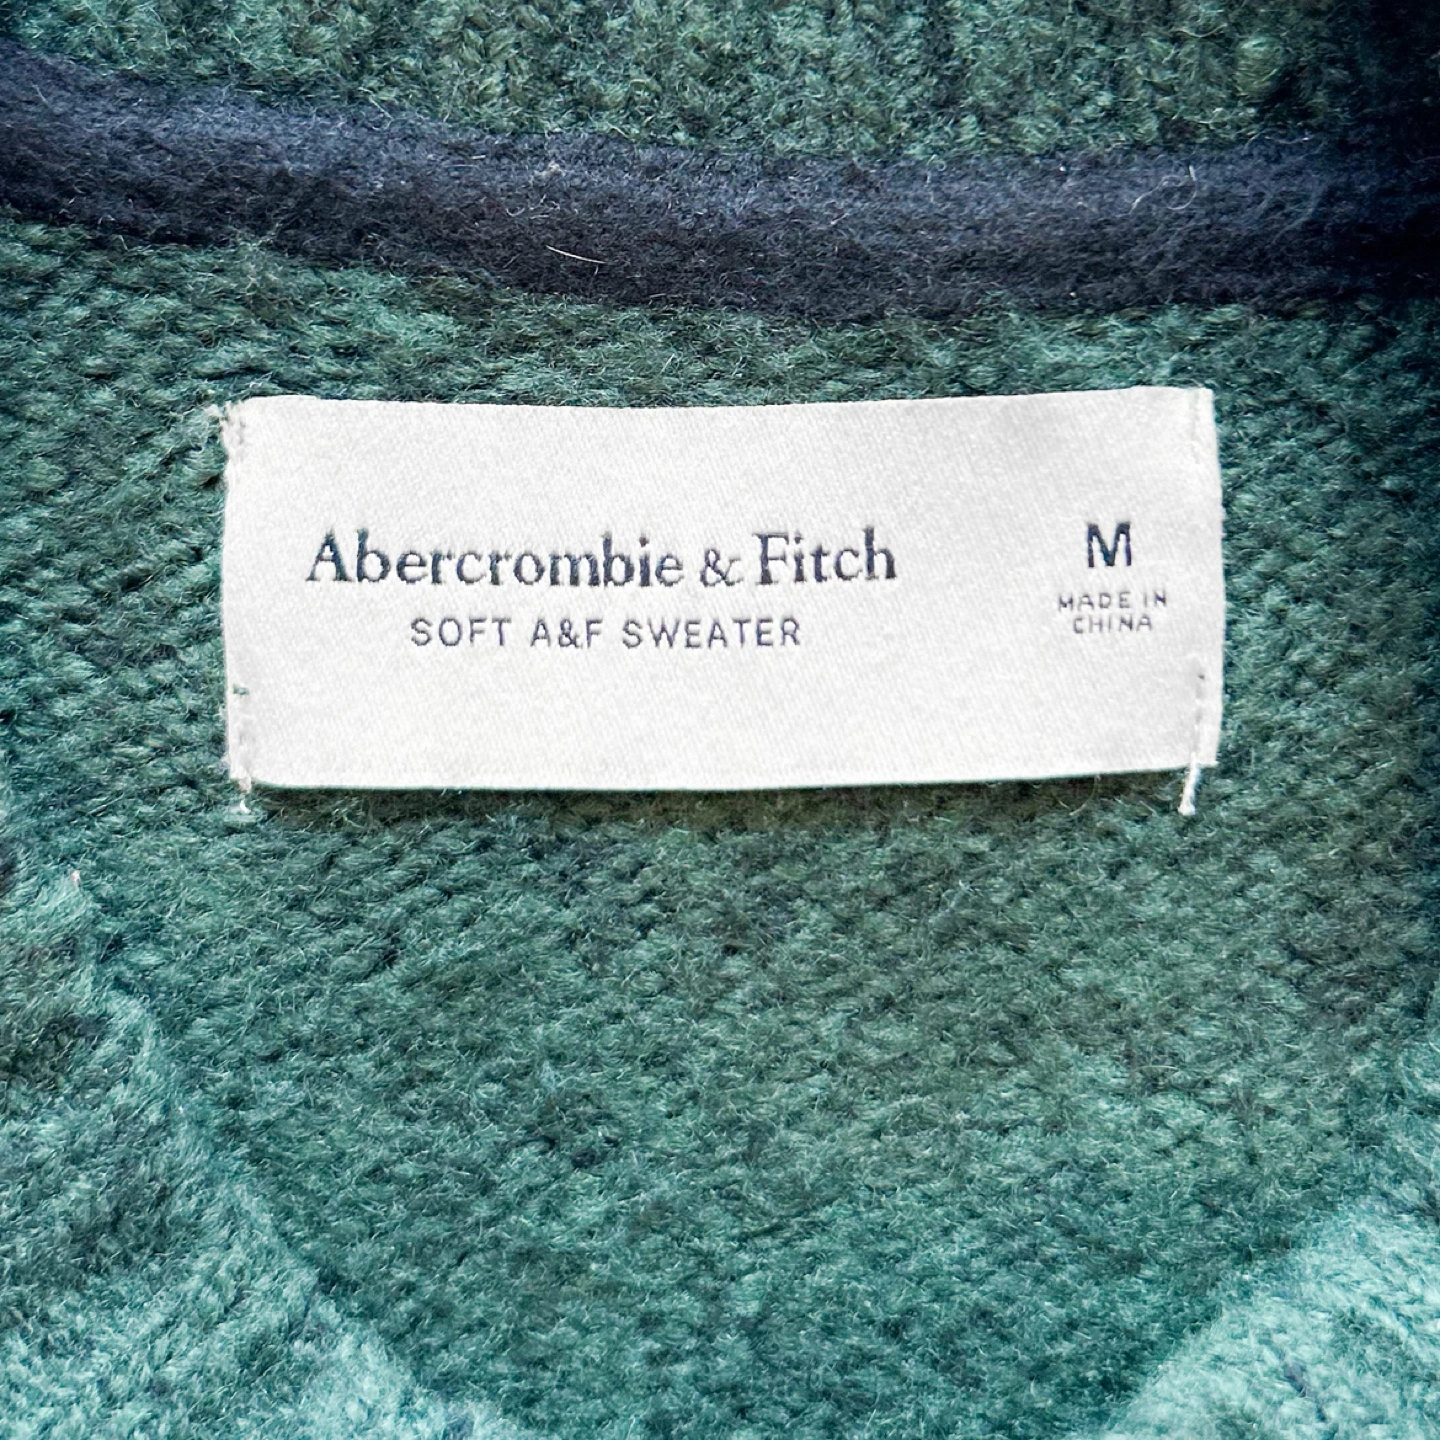 Abercrombie & Fitch
SOFT A&F SWEATER
M
MADE IN
CHINA